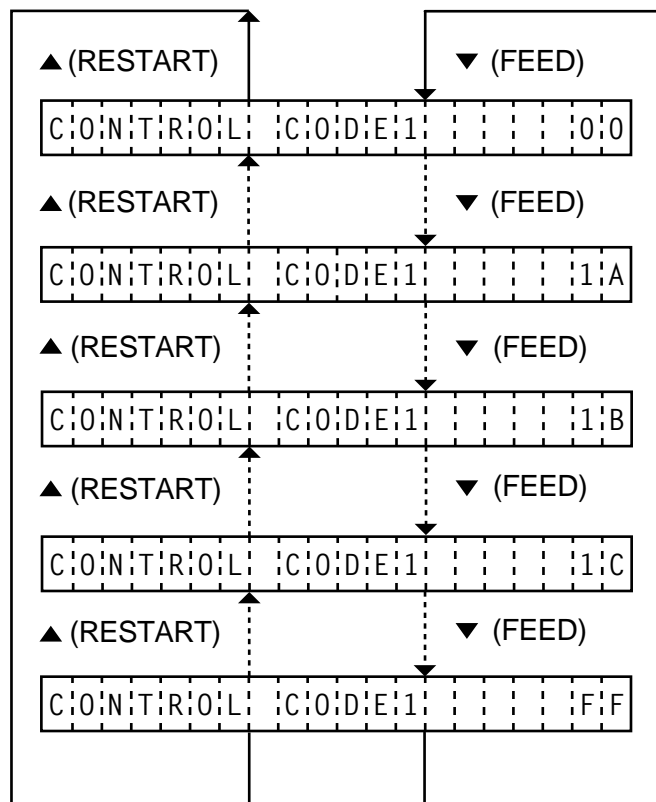 ▲ (RESTART) ▼ (FEED)
CONTROL CODE1 00
▲ (RESTART) ▼ (FEED)
CONTROL CODE1 1A
▲ (RESTART) ▼ (FEED)
CONTROL CODE1 1B
▲ (RESTART) ▼ (FEED)
CONTROL CODE1 1C
▲ (RESTART) ▼ (FEED)
CONTROL CODE1 FF